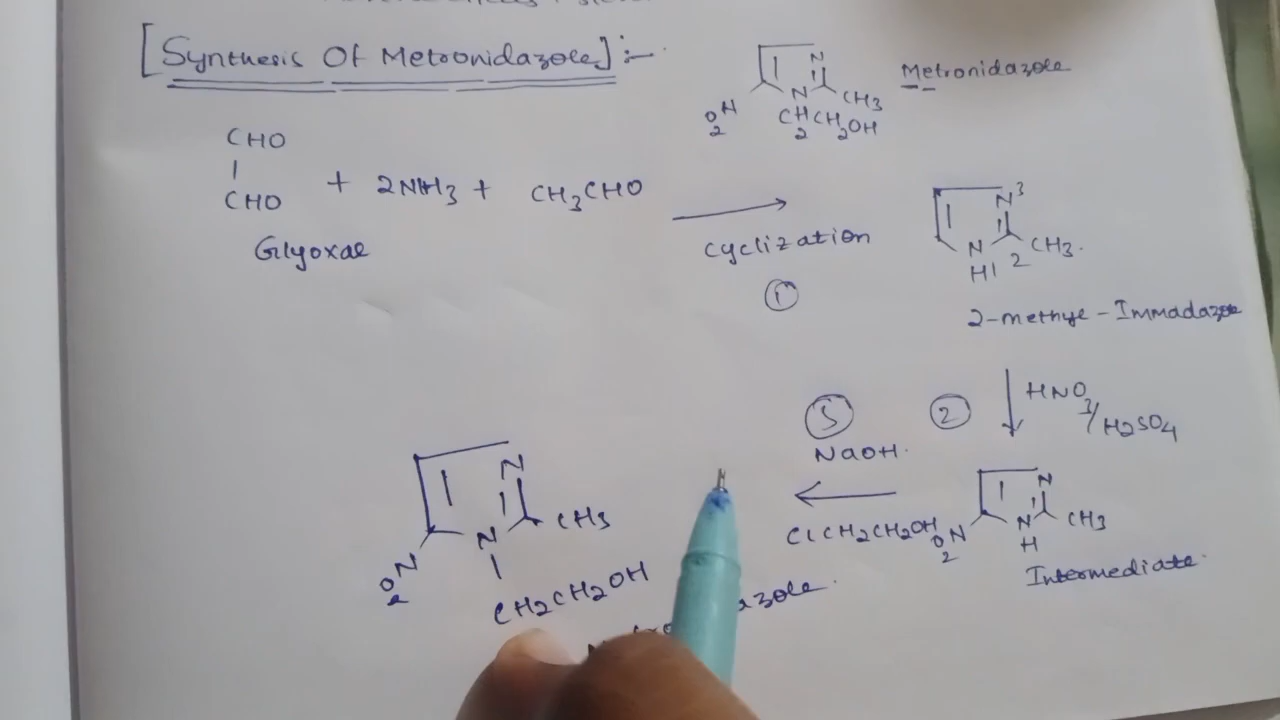 [Synthesis Of Metronidazole] :-
N
O2N N CH3
CH2CH2OH
Metronidazole
CHO
CHO
+ 2NH3 + CH3CHO
Glyoxal
cyclization
1
N3
N CH3.
H1 2
2-methyl-Immadazole
2
HNO3/H2SO4
3
NaOH.
ClCH2CH2OH
N
O2N N CH3
H
Intermediate.
N
N CH3
O2N
CH2CH2OH